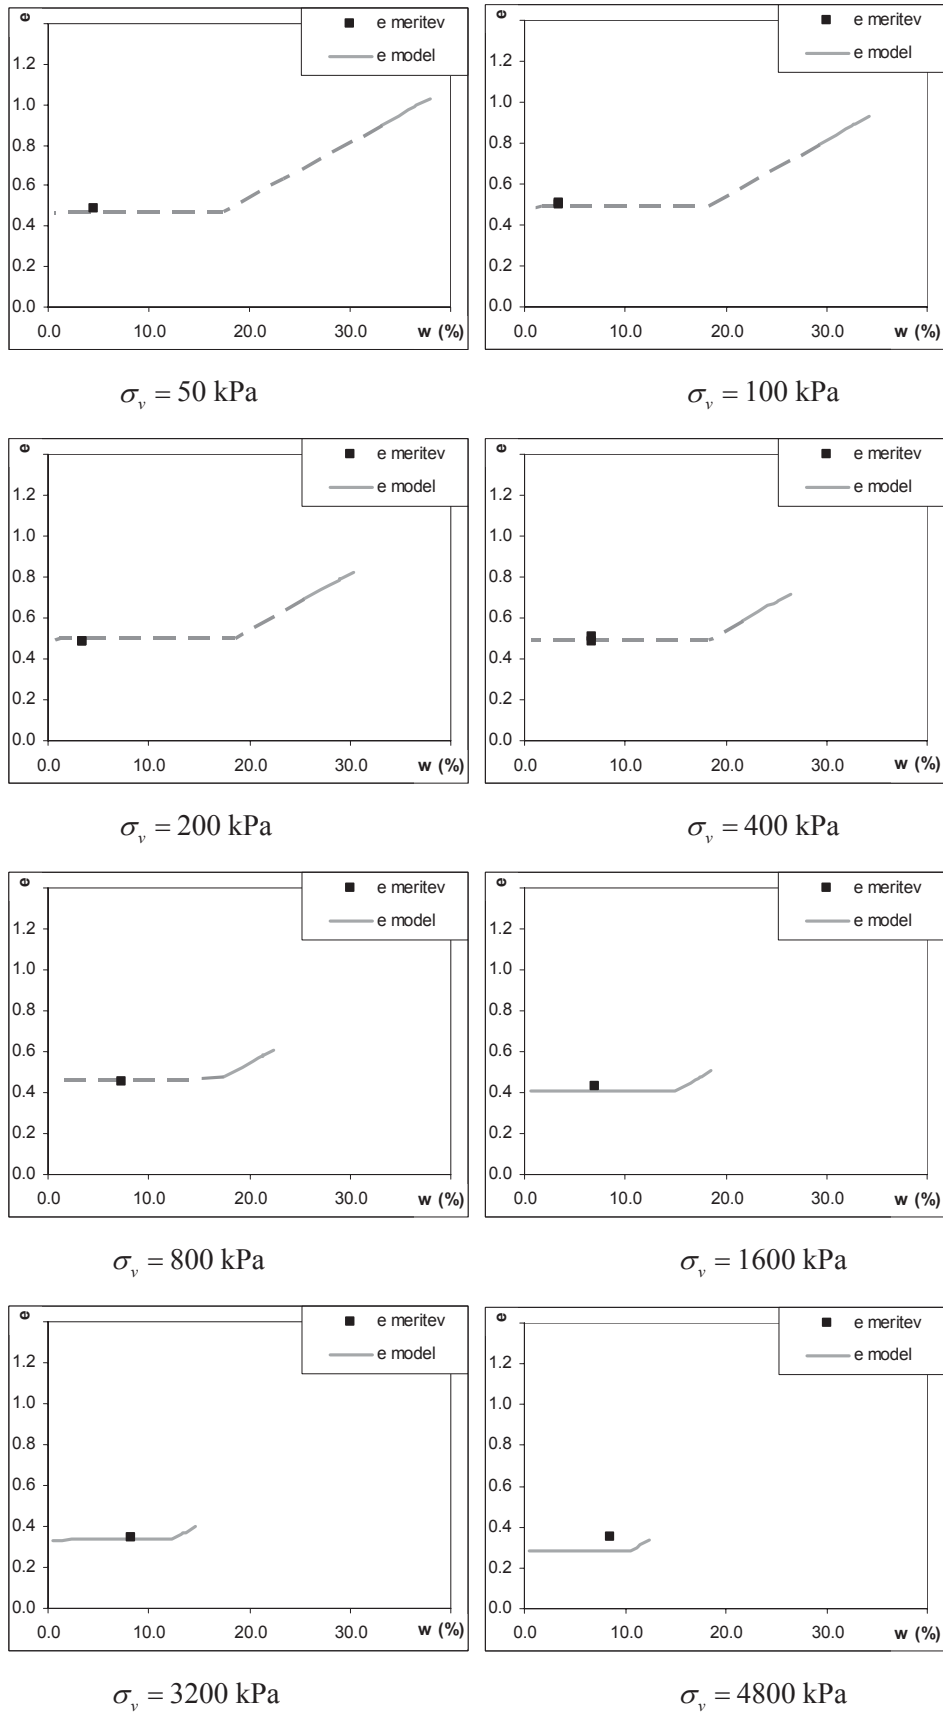 e
e meritev
e model
1.2
1.0
0.8
0.6
0.4
0.2
0.0
0.0 10.0 20.0 30.0 w (%)
σv = 50 kPa
e
e meritev
e model
1.2
1.0
0.8
0.6
0.4
0.2
0.0
0.0 10.0 20.0 30.0 w (%)
σv = 100 kPa
e
e meritev
e model
1.2
1.0
0.8
0.6
0.4
0.2
0.0
0.0 10.0 20.0 30.0 w (%)
σv = 200 kPa
e
e meritev
e model
1.2
1.0
0.8
0.6
0.4
0.2
0.0
0.0 10.0 20.0 30.0 w (%)
σv = 400 kPa
e
e meritev
e model
1.2
1.0
0.8
0.6
0.4
0.2
0.0
0.0 10.0 20.0 30.0 w (%)
σv = 800 kPa
e
e meritev
e model
1.2
1.0
0.8
0.6
0.4
0.2
0.0
0.0 10.0 20.0 30.0 w (%)
σv = 1600 kPa
e
e meritev
e model
1.2
1.0
0.8
0.6
0.4
0.2
0.0
0.0 10.0 20.0 30.0 w (%)
σv = 3200 kPa
e
e meritev
e model
1.2
1.0
0.8
0.6
0.4
0.2
0.0
0.0 10.0 20.0 30.0 w (%)
σv = 4800 kPa